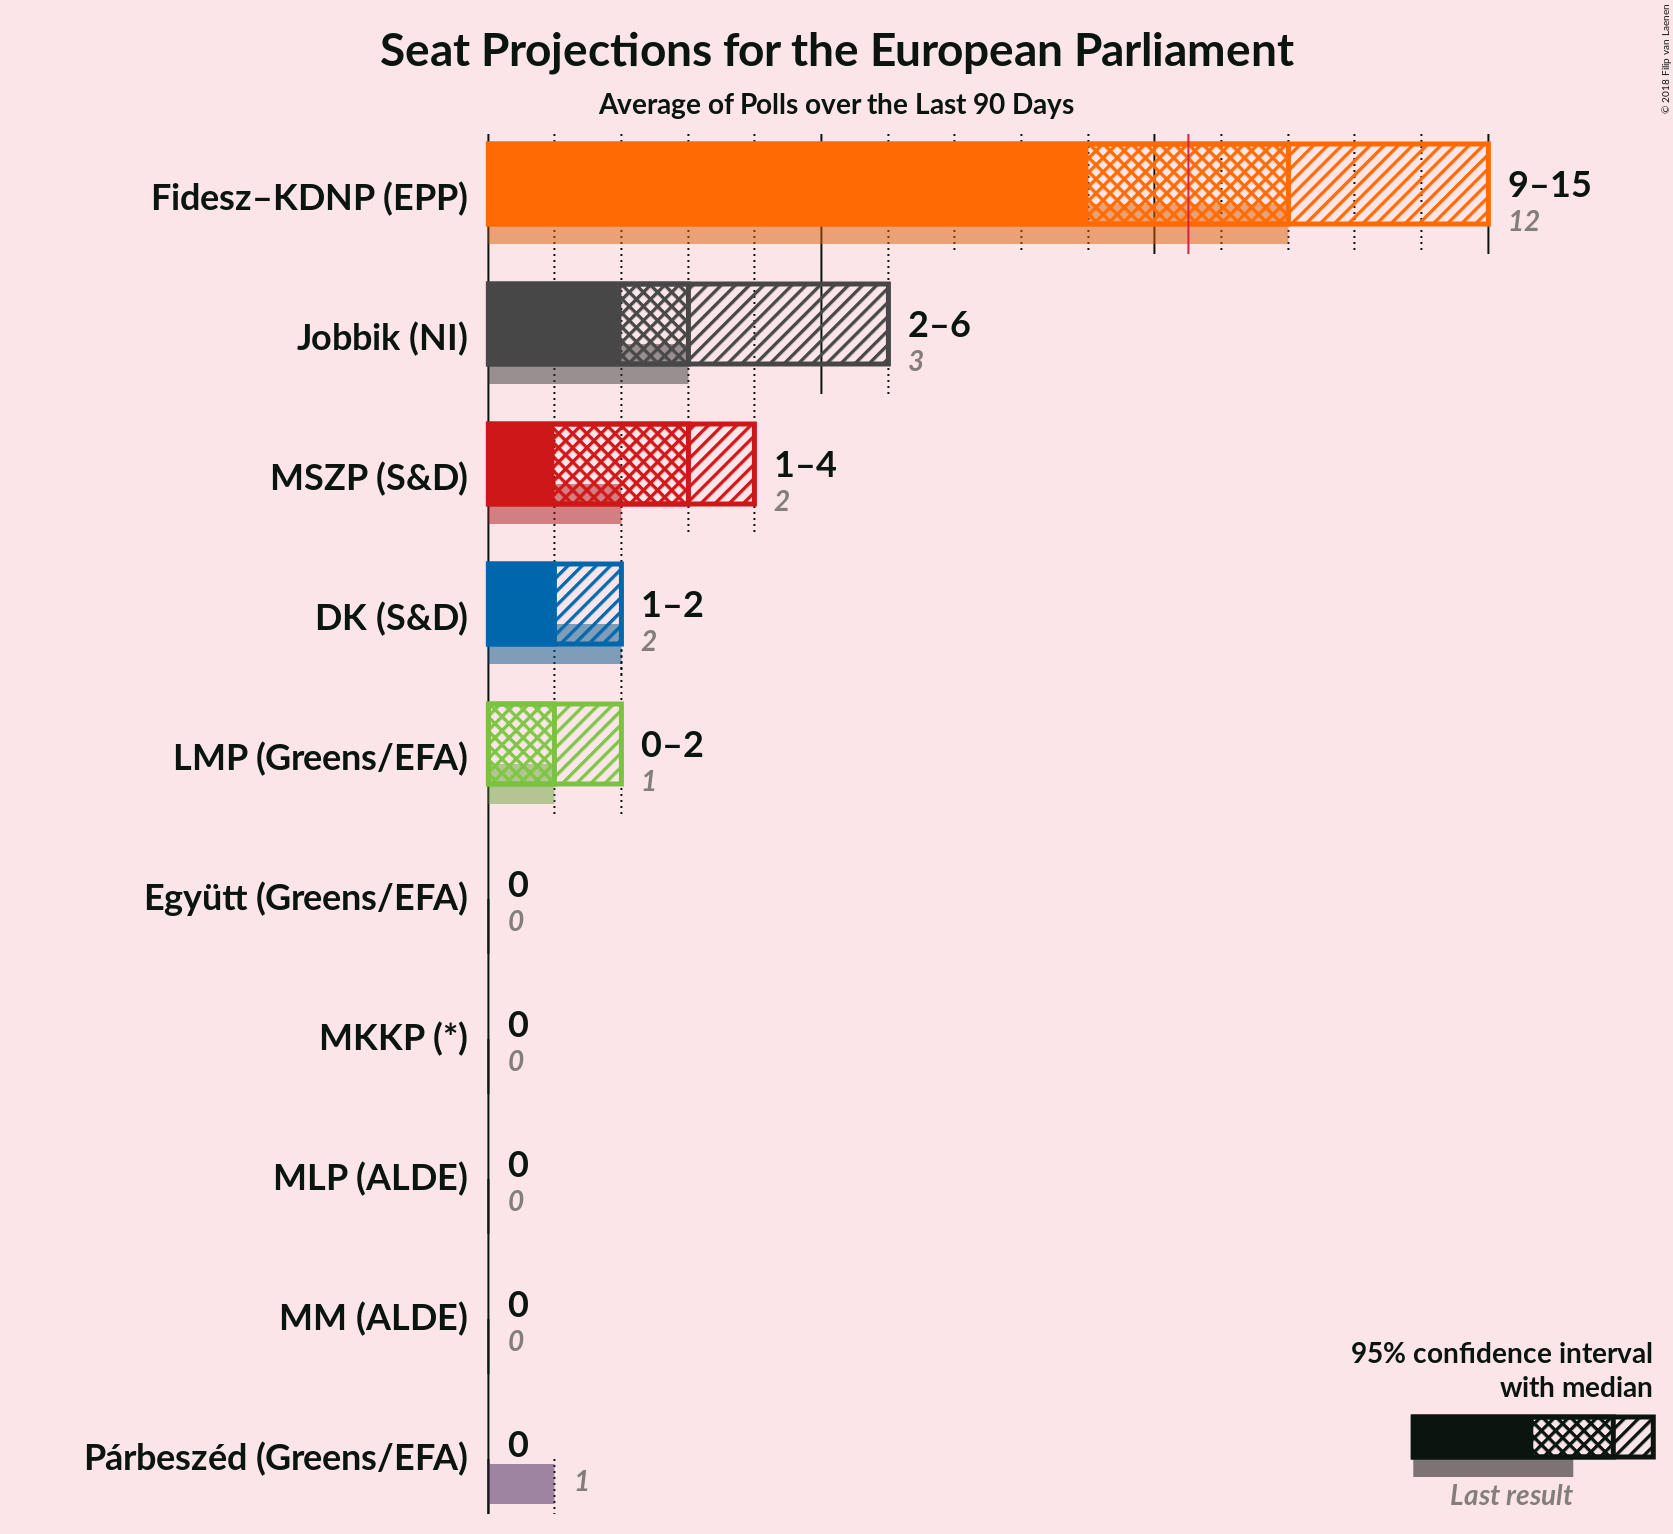 Seat Projections for the European Parliament
Average of Polls over the Last 90 Days
© 2018 Filip van Laenen
Fidesz–KDNP (EPP)
9–15
12
Jobbik (NI)
2–6
3
MSZP (S&D)
1–4
2
DK (S&D)
1–2
2
LMP (Greens/EFA)
0–2
1
Együtt (Greens/EFA)
0
0
MKKP (*)
0
0
MLP (ALDE)
0
0
MM (ALDE)
0
0
Párbeszéd (Greens/EFA)
0
1
95% confidence interval
with median
Last result